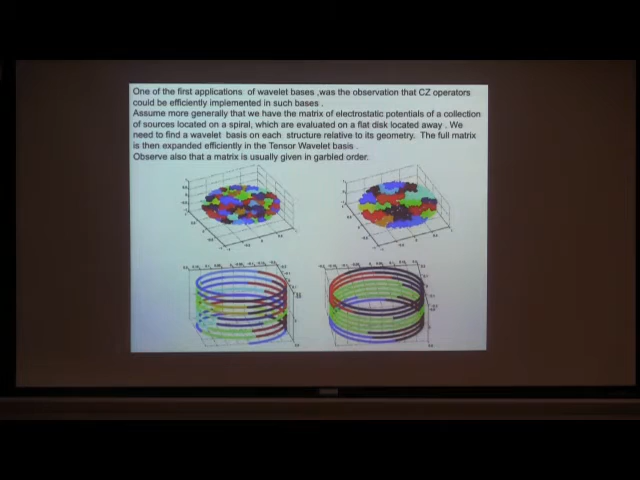 One of the first applications of wavelet bases ,was the observation that CZ operators
could be efficiently implemented in such bases .
Assume more generally that we have the matrix of electrostatic potentials of a collection
of sources located on a spiral, which are evaluated on a flat disk located away . We
need to find a wavelet basis on each structure relative to its geometry. The full matrix
is then expanded efficiently in the Tensor Wavelet basis .
Observe also that a matrix is usually given in garbled order.